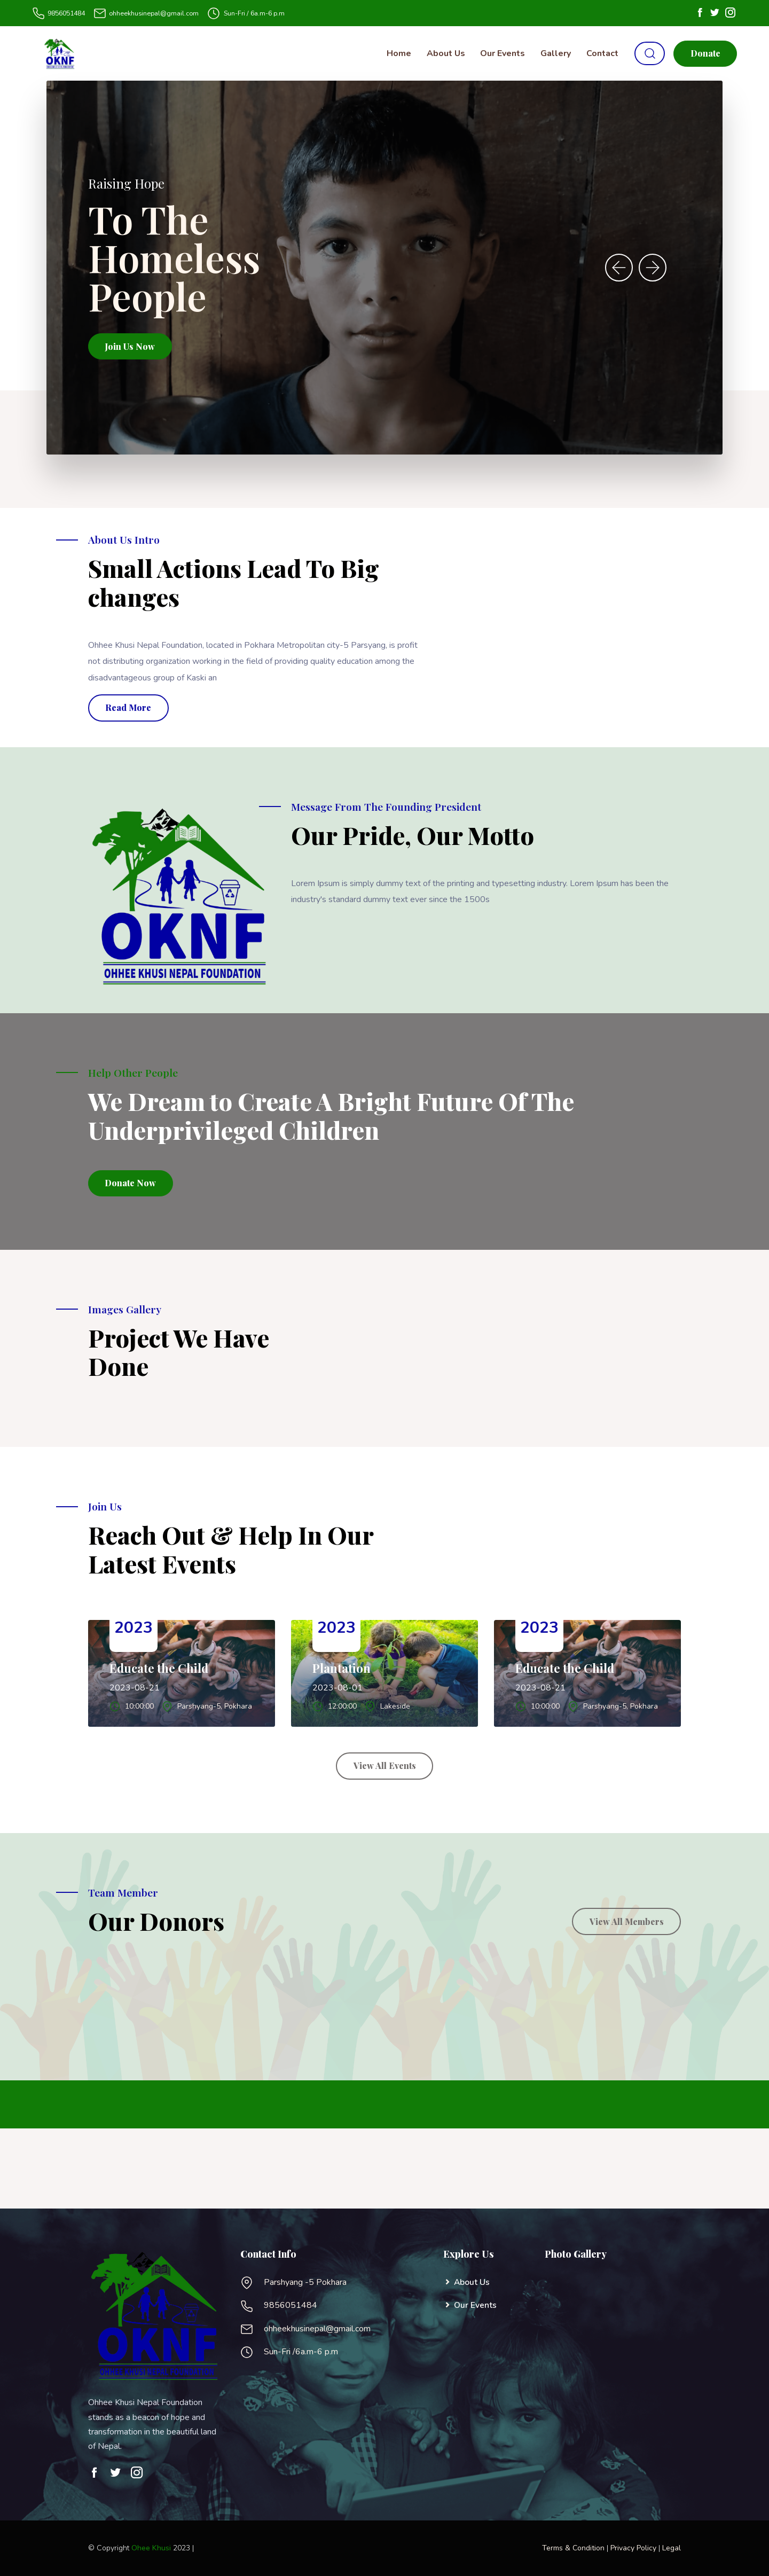 9856051484 ohheekhusinepal@gmail.com Sun-Fri / 6a.m-6 p.m
OKNF
Home About Us Our Events Gallery Contact Donate
Raising Hope
To The
Homeless
People
Join Us Now
About Us Intro
Small Actions Lead To Big
changes
Ohhee Khusi Nepal Foundation, located in Pokhara Metropolitan city-5 Parsyang, is profit
not distributing organization working in the field of providing quality education among the
disadvantageous group of Kaski an
Read More
OKNF
OHHEE KHUSI NEPAL FOUNDATION
Message From The Founding President
Our Pride, Our Motto
Lorem Ipsum is simply dummy text of the printing and typesetting industry. Lorem Ipsum has been the
industry's standard dummy text ever since the 1500s
Help Other People
We Dream to Create A Bright Future Of The
Underprivileged Children
Donate Now
Images Gallery
Project We Have
Done
Join Us
Reach Out & Help In Our
Latest Events
2023
Educate the Child
2023-08-21
10:00:00 Parshyang-5, Pokhara
2023
Plantation
2023-08-01
12:00:00 Lakeside
2023
Educate the Child
2023-08-21
10:00:00 Parshyang-5, Pokhara
View All Events
Team Member
Our Donors
View All Members
OKNF
OHHEE KHUSI NEPAL FOUNDATION
Ohhee Khusi Nepal Foundation
stands as a beacon of hope and
transformation in the beautiful land
of Nepal.
Contact Info
Parshyang -5 Pokhara
9856051484
ohheekhusinepal@gmail.com
Sun-Fri /6a.m-6 p.m
Explore Us
About Us
Our Events
Photo Gallery
© Copyright Ohee Khusi 2023 |
Terms & Condition | Privacy Policy | Legal